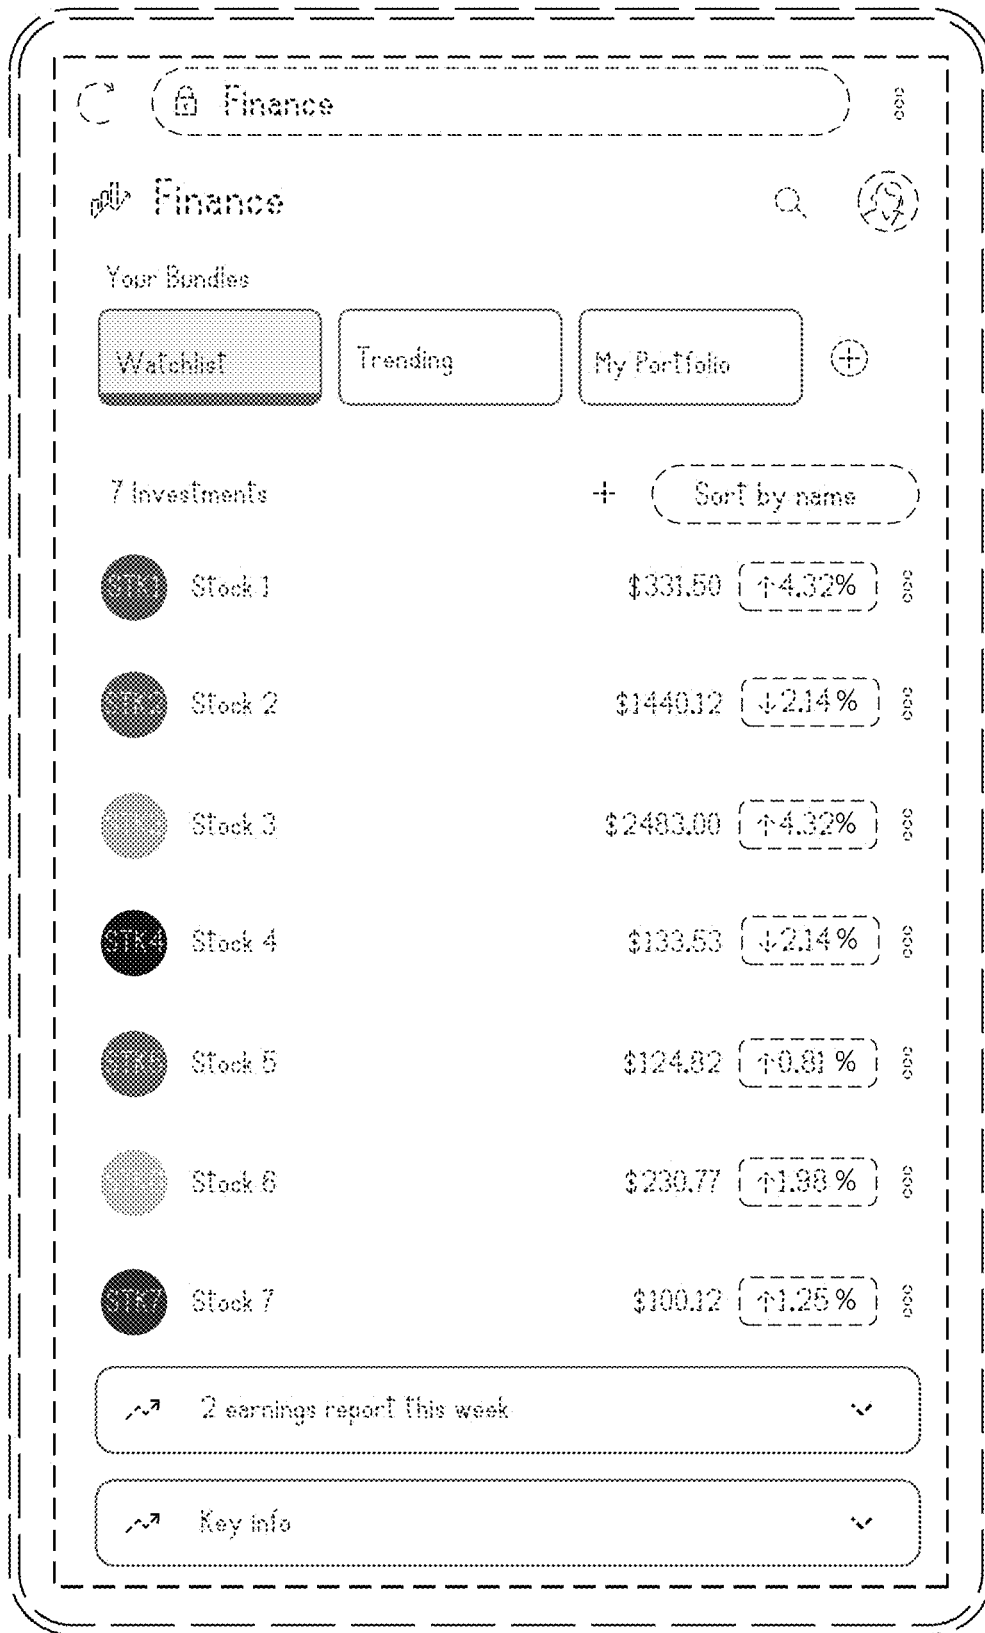 Finance
Finance
Your Bundles
Watchlist Trending My Portfolio
7 Investments + Sort by name
Stock 1 $331.50 ↑4.32%
Stock 2 $1440.12 ↓2.14%
Stock 3 $2483.00 ↑4.32%
STK4 Stock 4 $133.53 ↓2.14%
Stock 5 $124.82 ↑0.81 %
Stock 6 $230.77 ↑1.98 %
Stock 7 $100.12 ↑1.25 %
2 earnings report this week
Key info